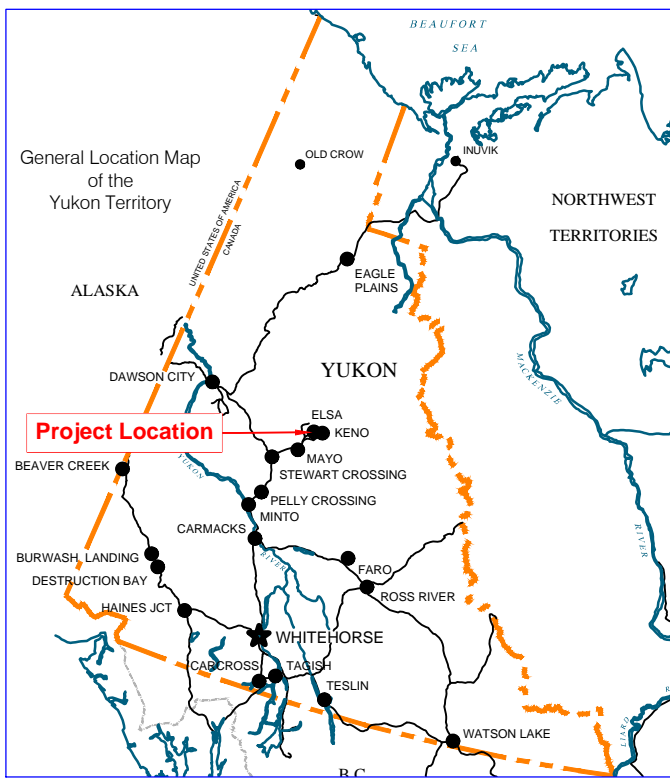 BEAUFORT
SEA
General Location Map
of the
Yukon Territory
OLD CROW
INUVIK
UNITED STATES OF AMERICA
CANADA
NORTHWEST
TERRITORIES
EAGLE
PLAINS
ALASKA
MACKENZIE
RIVER
DAWSON CITY
YUKON
ELSA
Project Location
KENO
MAYO
BEAVER CREEK
YUKON
RIVER
STEWART CROSSING
PELLY CROSSING
MINTO
CARMACKS
BURWASH LANDING
DESTRUCTION BAY
FARO
ROSS RIVER
HAINES JCT
WHITEHORSE
CARCROSS
TAGISH
TESLIN
WATSON LAKE
LIARD
R
B.C.